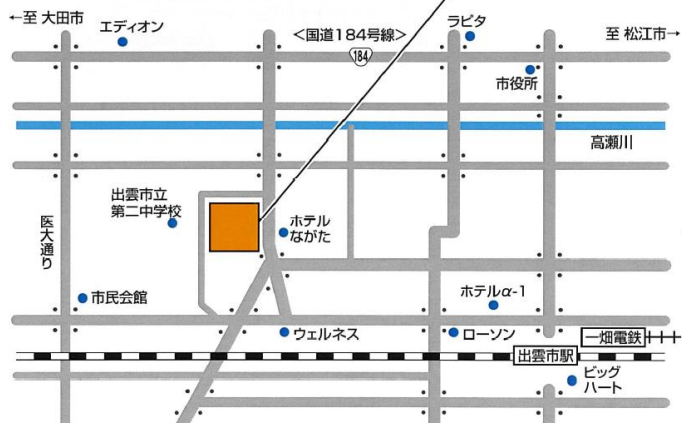 ←至 大田市
エディオン
＜国道184号線＞
184
ラピタ
至 松江市→
市役所
高瀬川
出雲市立
第二中学校
医大通り
ホテル
ながた
市民会館
ホテルα-1
ウェルネス
ローソン
一畑電鉄
出雲市駅
ビッグ
ハート